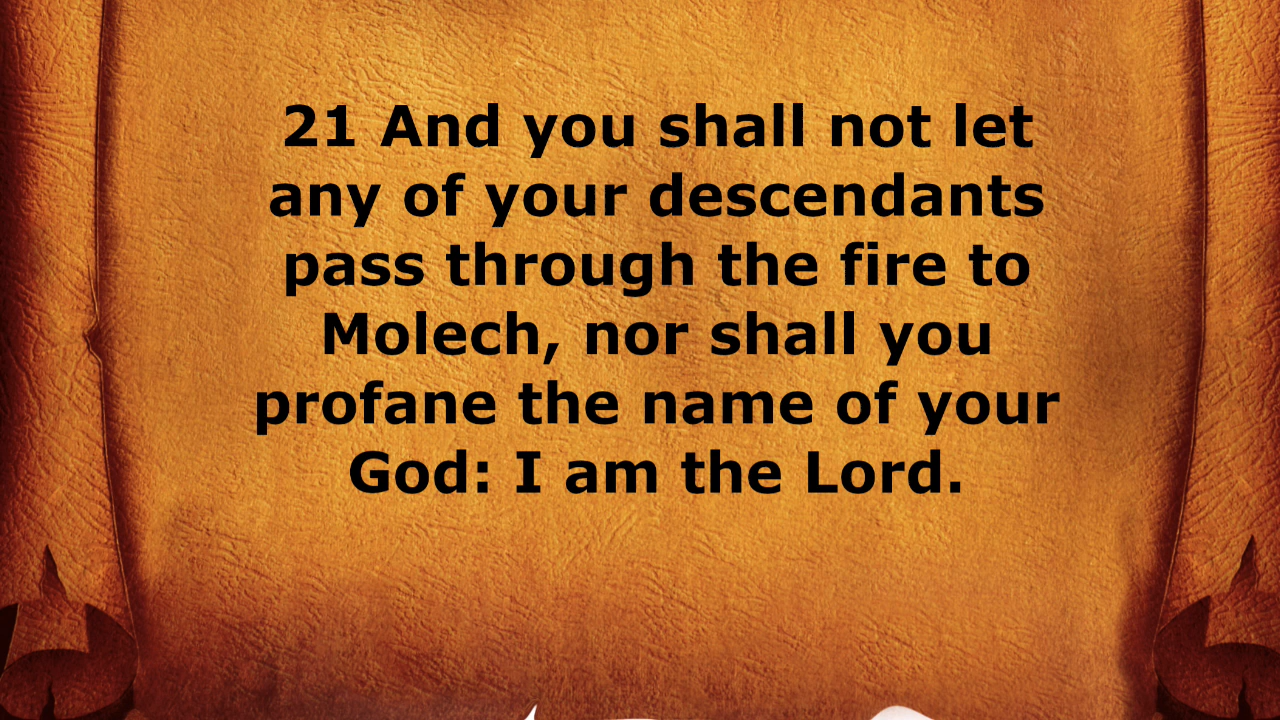 21 And you shall not let
any of your descendants
pass through the fire to
Molech, nor shall you
profane the name of your
God: I am the Lord.